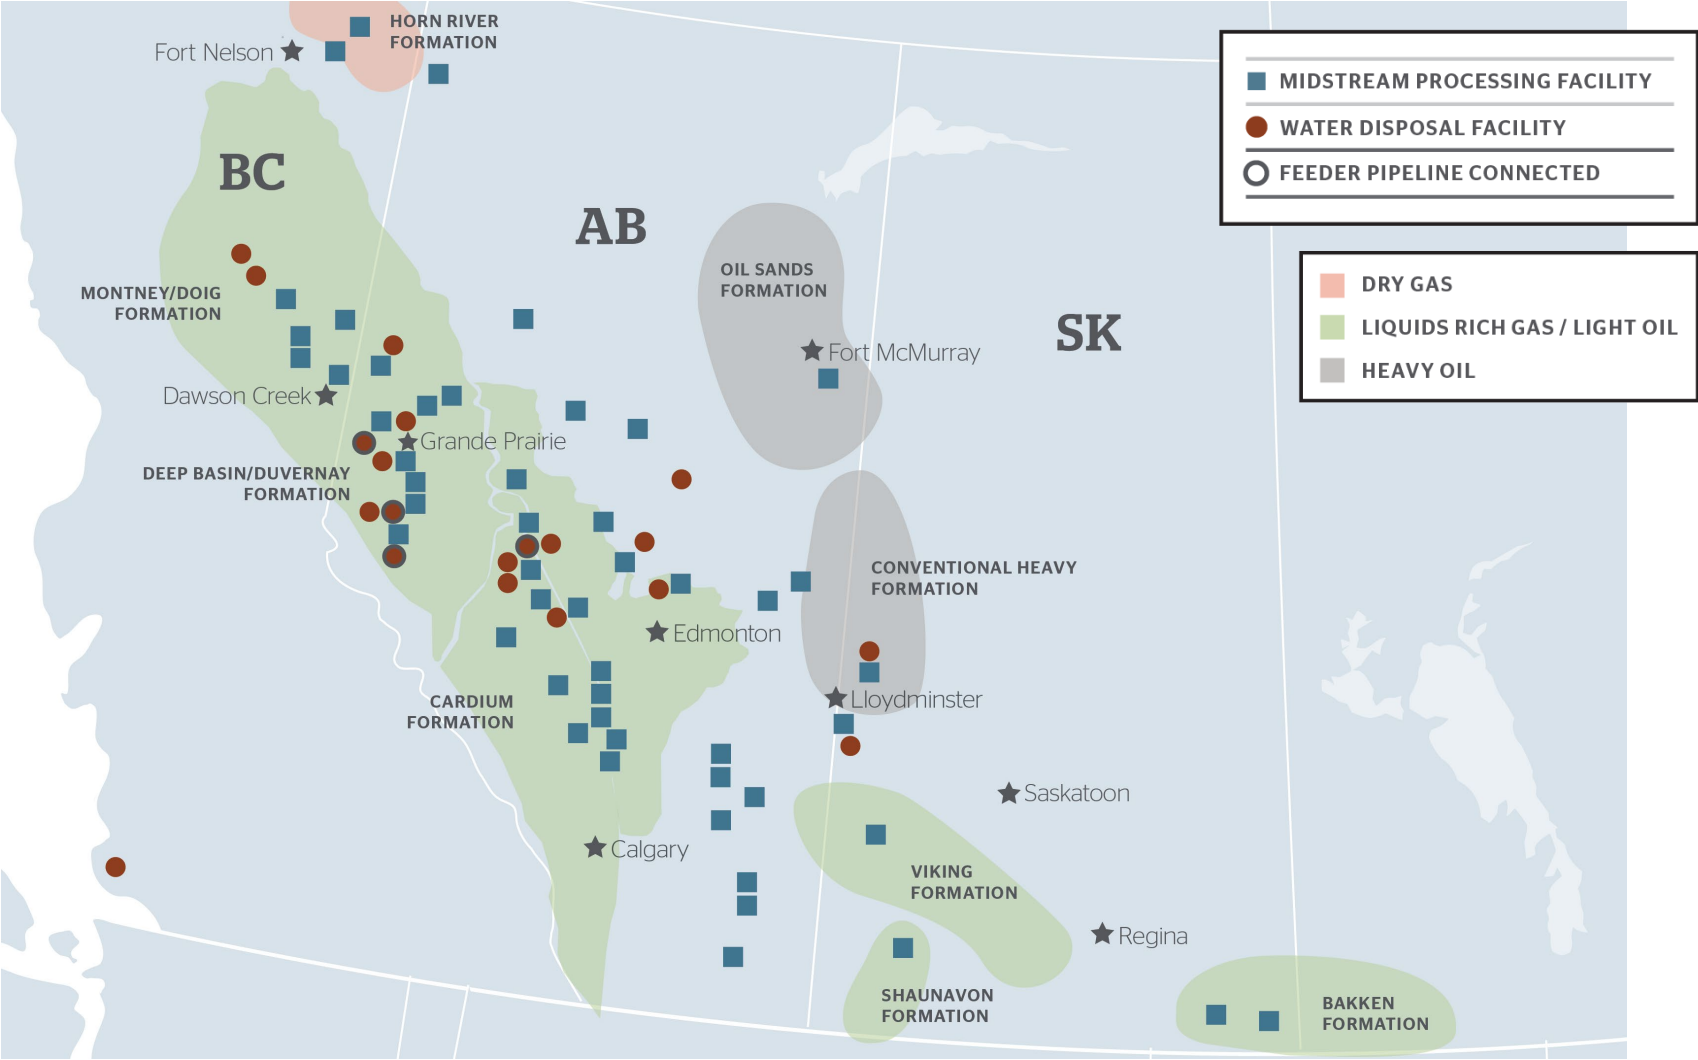 HORN RIVER
FORMATION
Fort Nelson
MIDSTREAM PROCESSING FACILITY
WATER DISPOSAL FACILITY
FEEDER PIPELINE CONNECTED
BC
AB
SK
DRY GAS
LIQUIDS RICH GAS / LIGHT OIL
HEAVY OIL
OIL SANDS
FORMATION
MONTNEY/DOIG
FORMATION
Fort McMurray
Dawson Creek
Grande Prairie
DEEP BASIN/DUVERNAY
FORMATION
CONVENTIONAL HEAVY
FORMATION
Edmonton
CARDIUM
FORMATION
Lloydminster
Saskatoon
Calgary
VIKING
FORMATION
Regina
SHAUNAVON
FORMATION
BAKKEN
FORMATION